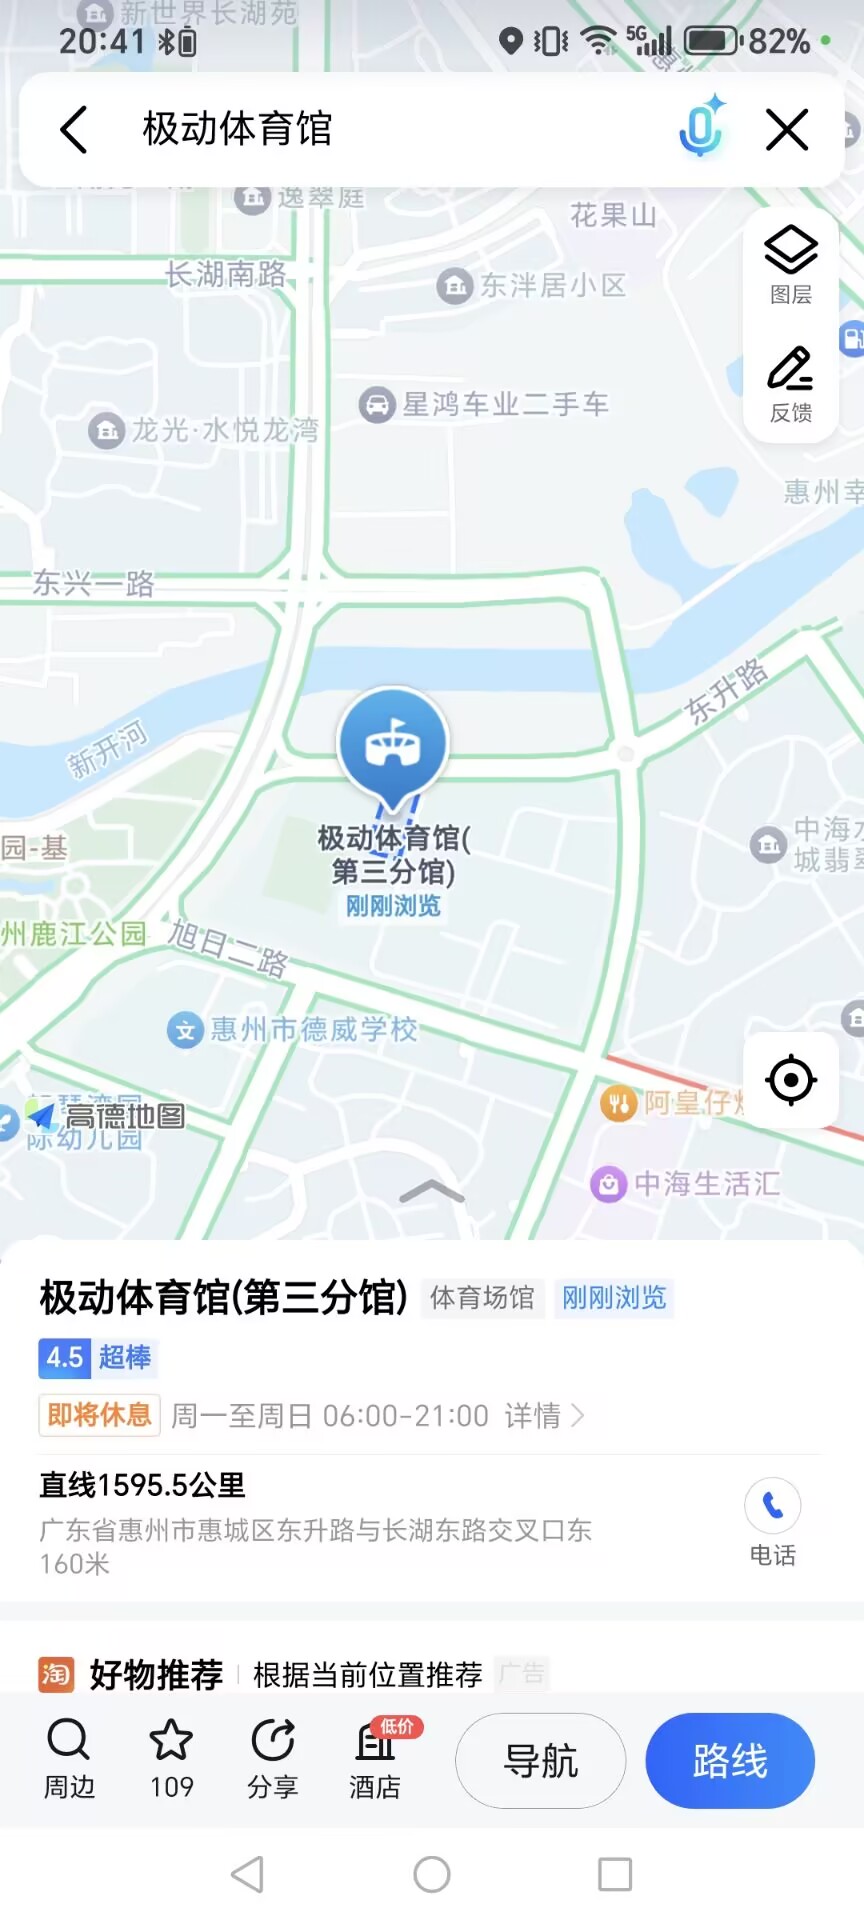 新世界长湖苑
20:41
5G
82%
极动体育馆
逸翠庭
花果山
长湖南路
东泮居小区
图层
星鸿车业二手车
反馈
龙光·水悦龙湾
惠州幸
东兴一路
东升路
新开河
极动体育馆(
第三分馆)
刚刚浏览
园-基
中海水
城翡翠
州鹿江公园
旭日二路
惠州市德威学校
高德地图
际幼儿园
阿皇仔
中海生活汇
极动体育馆(第三分馆) 体育场馆 刚刚浏览
4.5 超棒
即将休息 周一至周日 06:00-21:00 详情
直线1595.5公里
广东省惠州市惠城区东升路与长湖东路交叉口东
160米
电话
淘 好物推荐 根据当前位置推荐 广告
低价
周边 109 分享 酒店 导航 路线